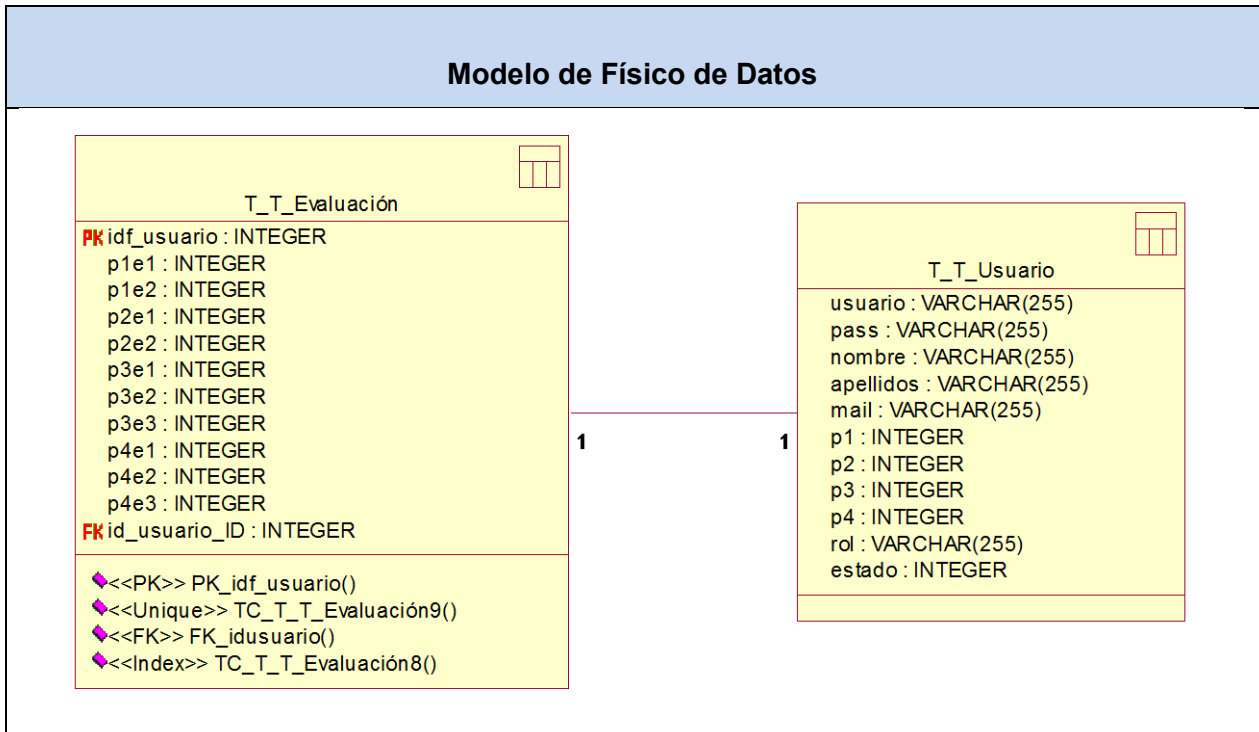 Modelo de Físico de Datos
T_T_Evaluación
PK idf_usuario : INTEGER
p1e1 : INTEGER
p1e2 : INTEGER
p2e1 : INTEGER
p2e2 : INTEGER
p3e1 : INTEGER
p3e2 : INTEGER
p3e3 : INTEGER
p4e1 : INTEGER
p4e2 : INTEGER
p4e3 : INTEGER
FK id_usuario_ID : INTEGER
<<PK>> PK_idf_usuario()
<<Unique>> TC_T_T_Evaluación9()
<<FK>> FK_idusuario()
<<Index>> TC_T_T_Evaluación8()
1
1
T_T_Usuario
usuario : VARCHAR(255)
pass : VARCHAR(255)
nombre : VARCHAR(255)
apellidos : VARCHAR(255)
mail : VARCHAR(255)
p1 : INTEGER
p2 : INTEGER
p3 : INTEGER
p4 : INTEGER
rol : VARCHAR(255)
estado : INTEGER